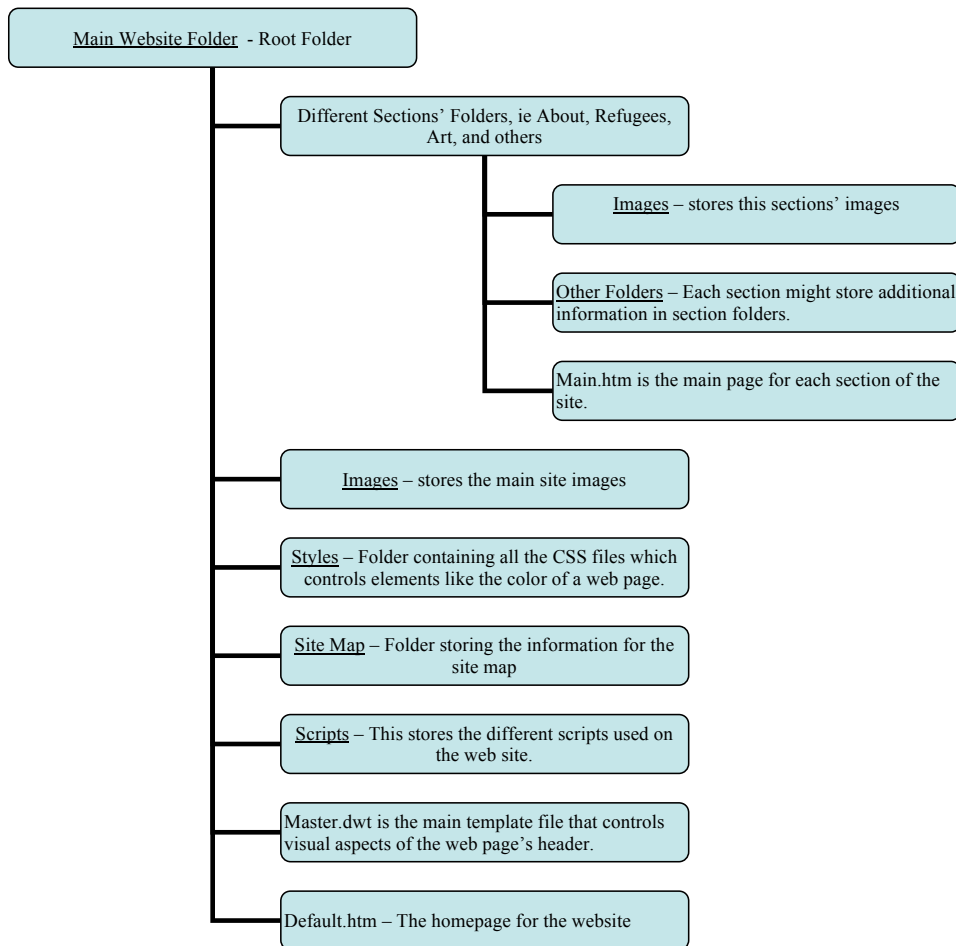 Main Website Folder - Root Folder
Different Sections’ Folders, ie About, Refugees,
Art, and others
Images – stores this sections’ images
Other Folders – Each section might store additional
information in section folders.
Main.htm is the main page for each section of the
site.
Images – stores the main site images
Styles – Folder containing all the CSS files which
controls elements like the color of a web page.
Site Map – Folder storing the information for the
site map
Scripts – This stores the different scripts used on
the web site.
Master.dwt is the main template file that controls
visual aspects of the web page’s header.
Default.htm – The homepage for the website